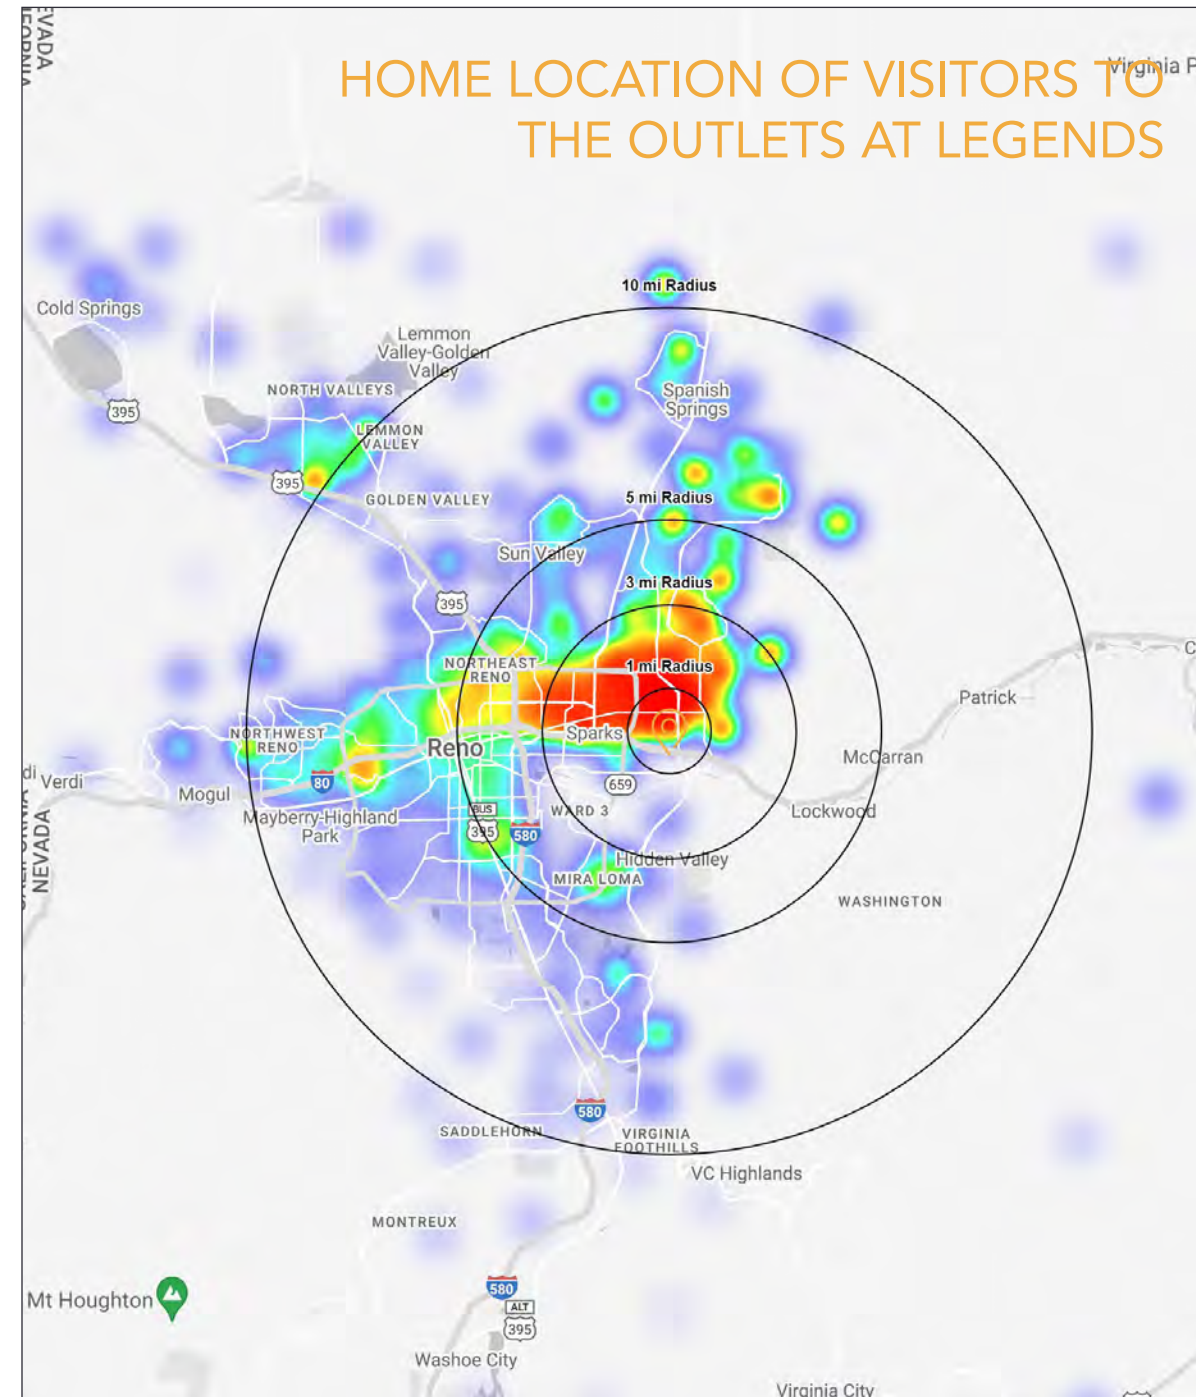 EVADA
IFORNIA
HOME LOCATION OF VISITORS TO
THE OUTLETS AT LEGENDS
Virginia P
10 mi Radius
Cold Springs
Lemmon
Valley-Golden
Valley
NORTH VALLEYS
Spanish
Springs
395
LEMMON
VALLEY
395
GOLDEN VALLEY
5 mi Radius
Sun Valley
3 mi Radius
395
NORTHEAST
RENO
1 mi Radius
C
Patrick
NORTHWEST
RENO
Reno
Sparks
McCarran
di
Verdi
80
Mogul
659
Lockwood
Mayberry-Highland
Park
BUS
395
580
WARD 3
NEVADA
Hidden Valley
MIRA LOMA
WASHINGTON
580
SADDLEHORN
VIRGINIA
FOOTHILLS
VC Highlands
MONTREUX
Mt Houghton
580
ALT
395
Washoe City
Virginia City